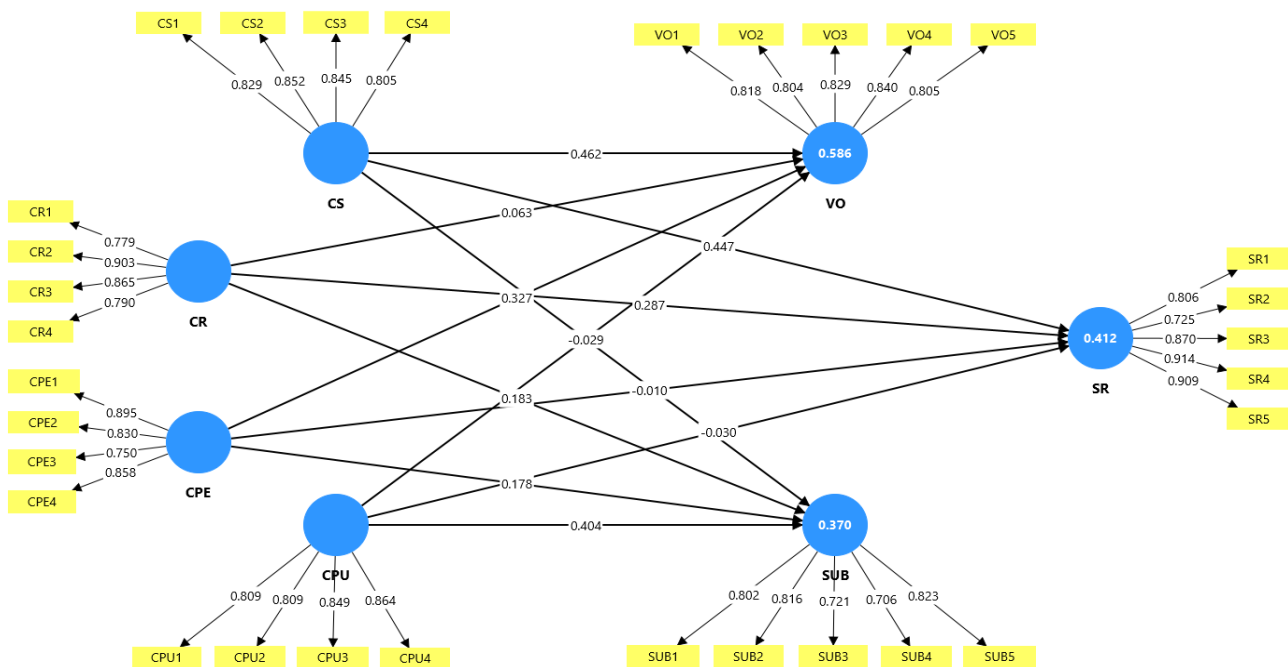 CS1 CS2 CS3 CS4
0.829 0.852 0.845 0.805
CS
VO1 VO2 VO3 VO4 VO5
0.818 0.804 0.829 0.840 0.805
0.586
VO
CR1
CR2
CR3
CR4
0.779
0.903
0.865
0.790
CR
CPE1
CPE2
CPE3
CPE4
0.895
0.830
0.750
0.858
CPE
0.462
0.063
0.447
0.327
0.287
-0.029
-0.010
0.183
-0.030
0.178
0.404
SR1
SR2
SR3
SR4
SR5
0.806
0.725
0.870
0.914
0.909
0.412
SR
CPU
0.809 0.809 0.849 0.864
CPU1 CPU2 CPU3 CPU4
0.370
SUB
0.802 0.816 0.721 0.706 0.823
SUB1 SUB2 SUB3 SUB4 SUB5